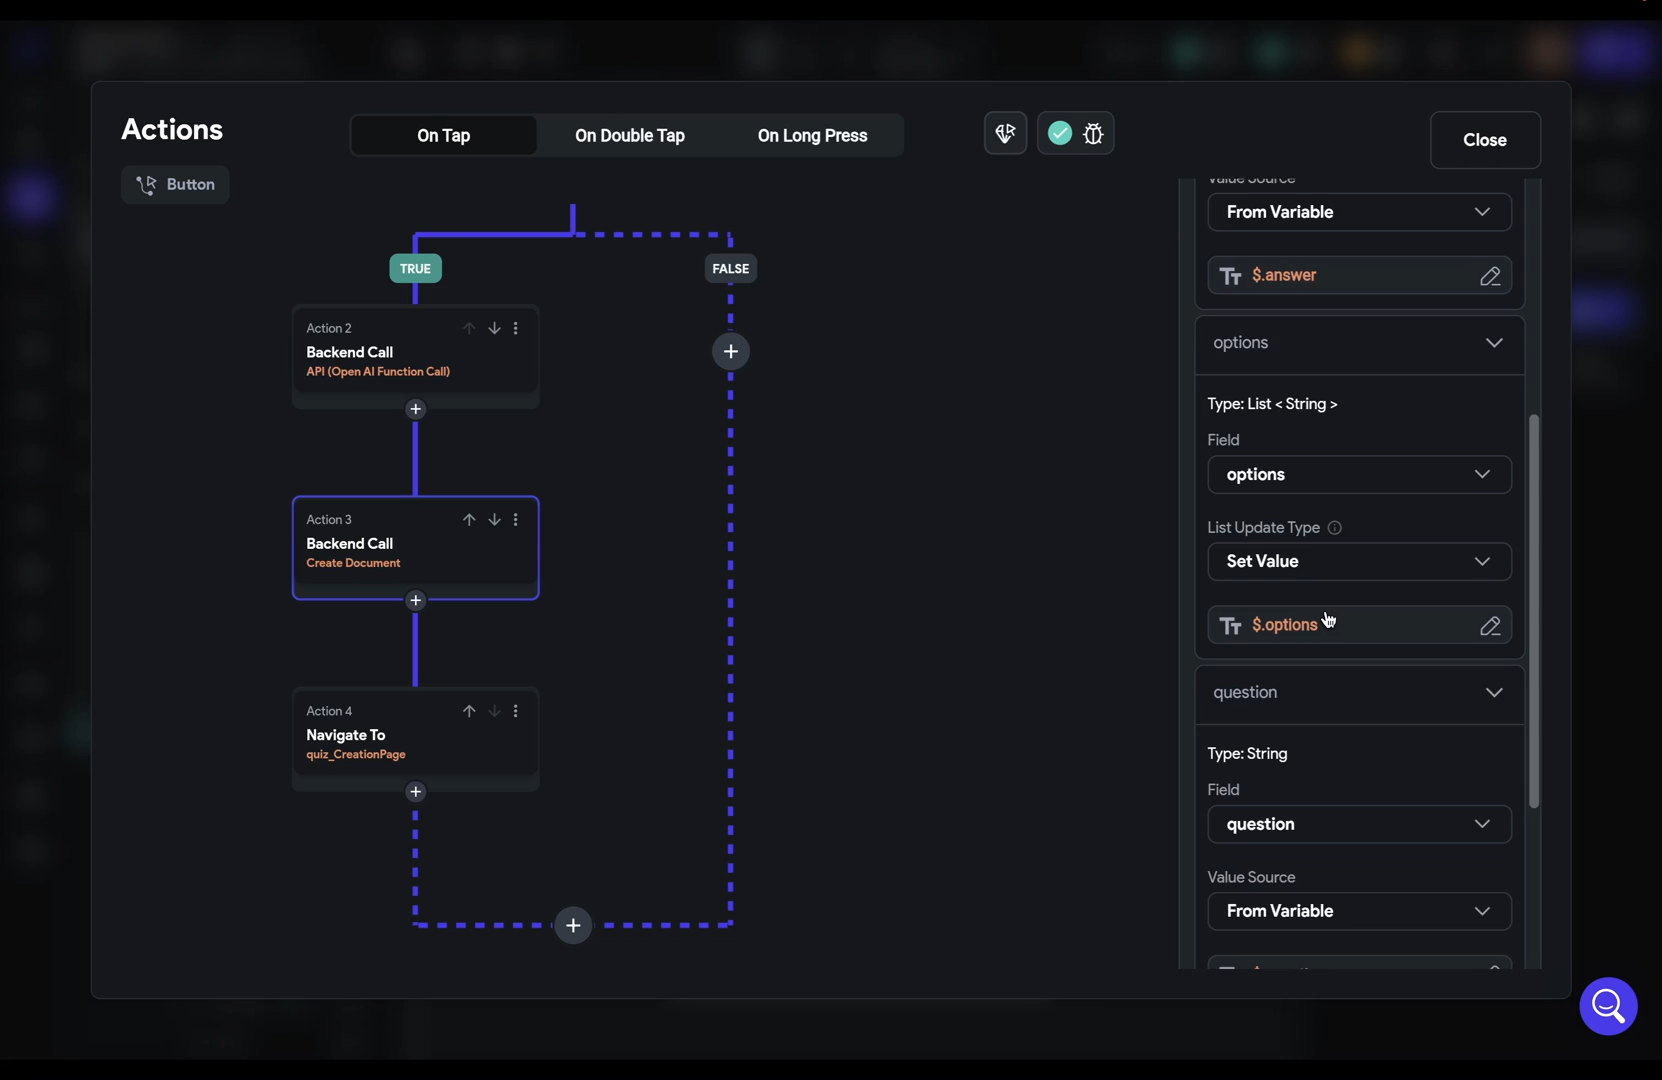 Actions
On Tap
On Double Tap
On Long Press
Close
Button
TRUE
FALSE
Action 2
Backend Call
API (Open AI Function Call)
Action 3
Backend Call
Create Document
Action 4
Navigate To
quiz_CreationPage
Value Source
From Variable
$.answer
options
Type: List < String >
Field
options
List Update Type
Set Value
Tт $.options
question
Type: String
Field
question
Value Source
From Variable